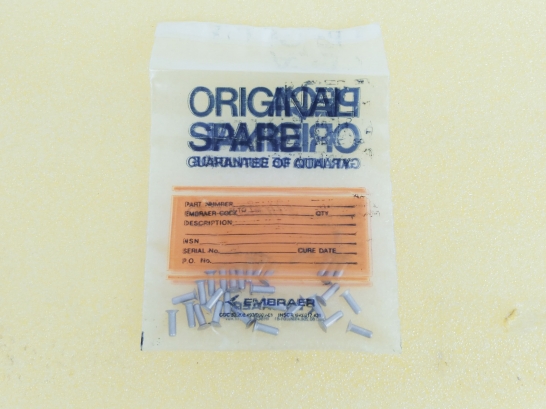 ORIGINAL
SPARE
GUARANTEE OF QUALITY
PART NUMBER
EMBRAER-CODE QTY.
DESCRIPTION
NSN
SERIAL No. CURE DATE
P.O. No.
EMBRAER